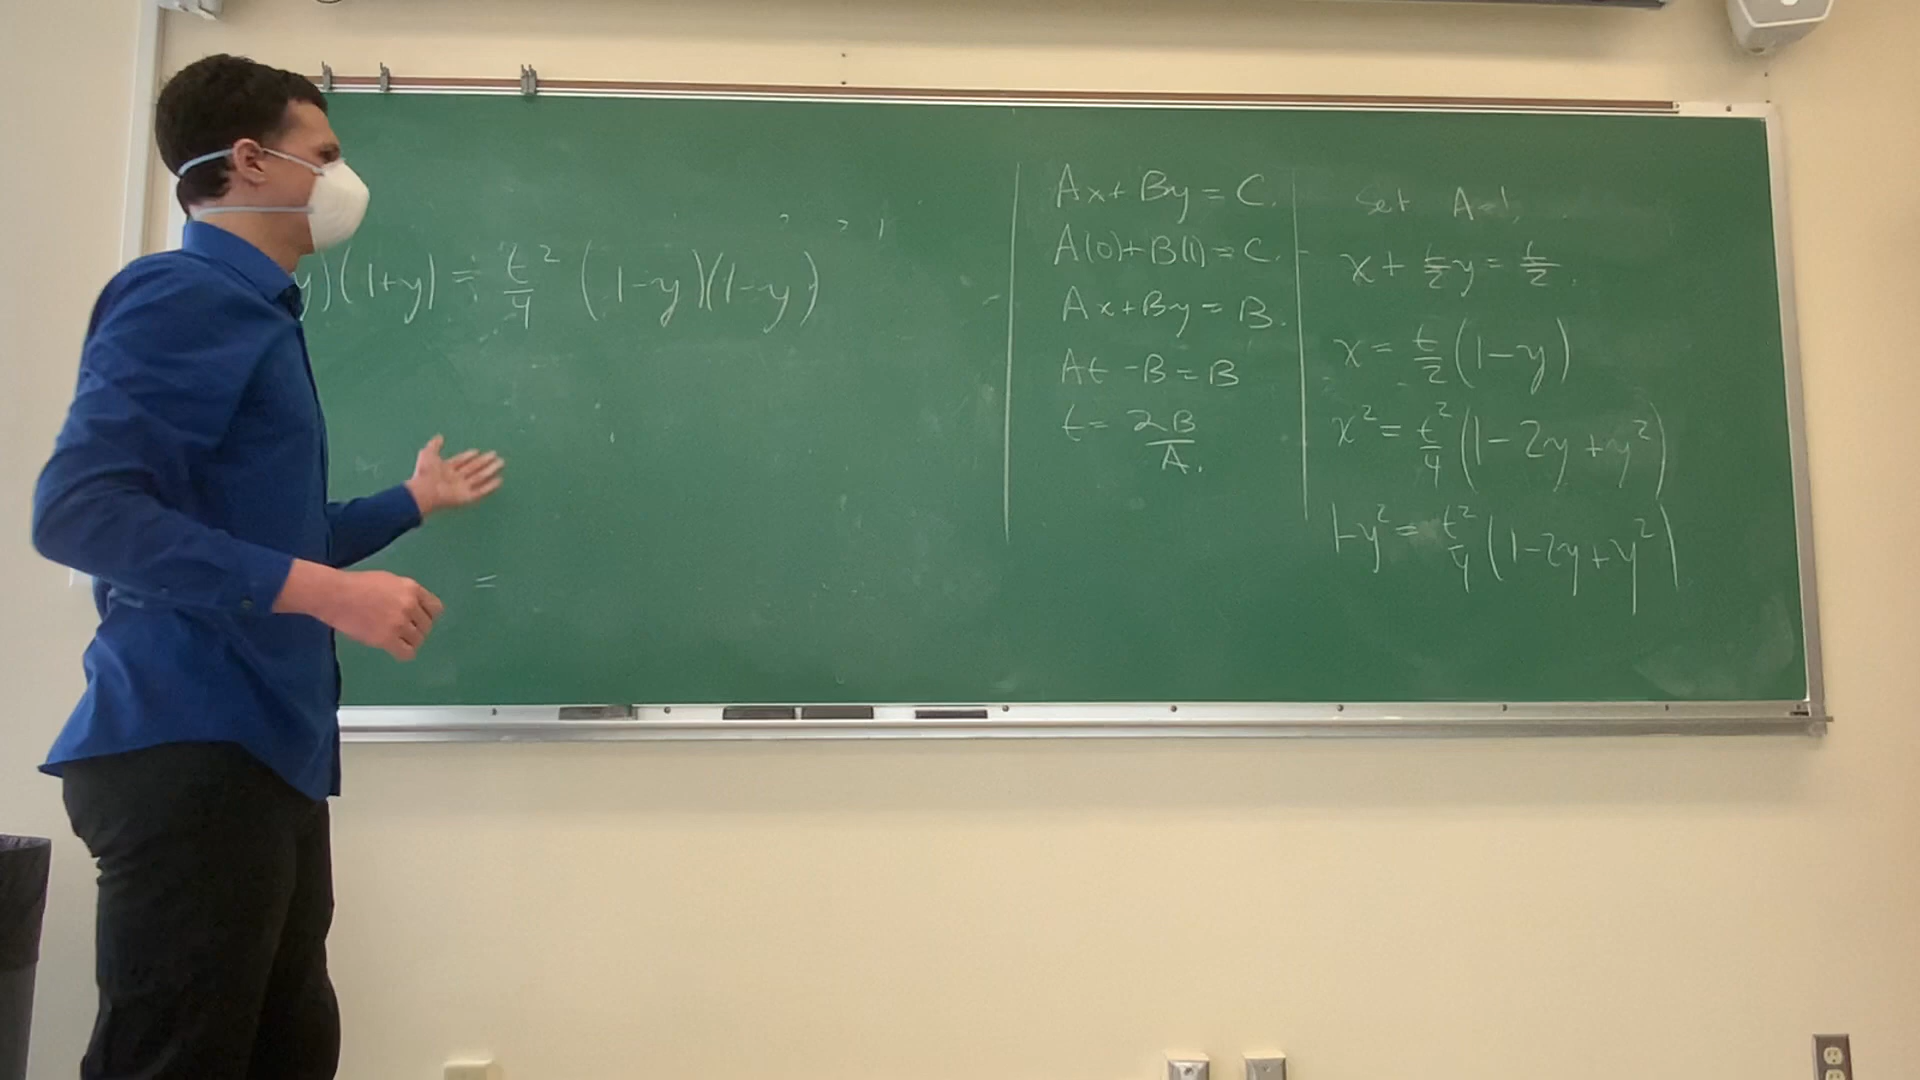 y)(1+y) = t²/4 (1-y)(1-y)
=
Ax+By=C.
A(0)+B(1)=C.
Ax+By=B.
At-B=B
t=2B/A.
Set A=1.
x+t/2y=t/2.
x=t/2(1-y)
x²=t²/4(1-2y+y²)
1-y²=t²/4(1-2y+y²)